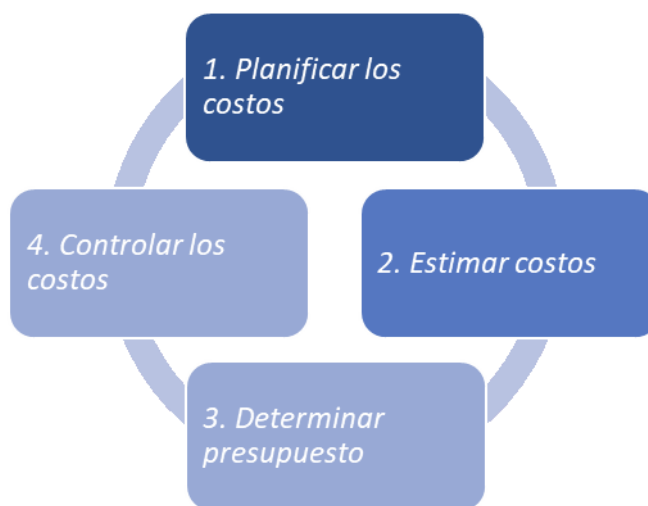 1. Planificar los
costos
2. Estimar costos
3. Determinar
presupuesto
4. Controlar los
costos